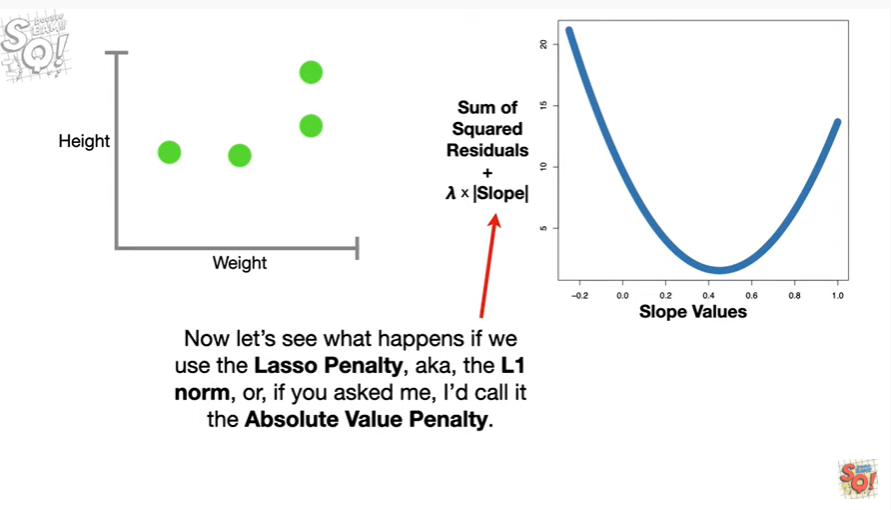 Height
Weight
Sum of
Squared
Residuals
+
λ × |Slope|
20
15
10
5
−0.2 0.0 0.2 0.4 0.6 0.8 1.0
Slope Values
Now let’s see what happens if we
use the Lasso Penalty, aka, the L1
norm, or, if you asked me, I’d call it
the Absolute Value Penalty.
SQ!